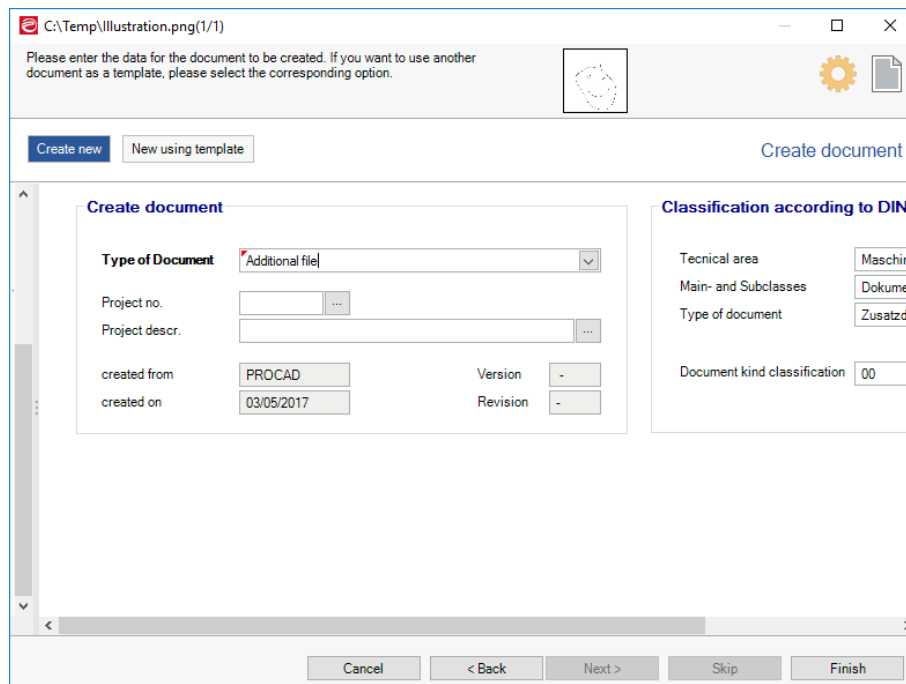 C:\Temp\Illustration.png(1/1)
Please enter the data for the document to be created. If you want to use another
document as a template, please select the corresponding option.
Create new
New using template
Create document
Create document
Type of Document
Additional file
Project no.
...
Project descr.
...
created from
PROCAD
Version
-
created on
03/05/2017
Revision
-
Classification according to DIN
Tecnical area
Maschin
Main- and Subclasses
Dokume
Type of document
Zusatzd
Document kind classification
00
Cancel
< Back
Next >
Skip
Finish